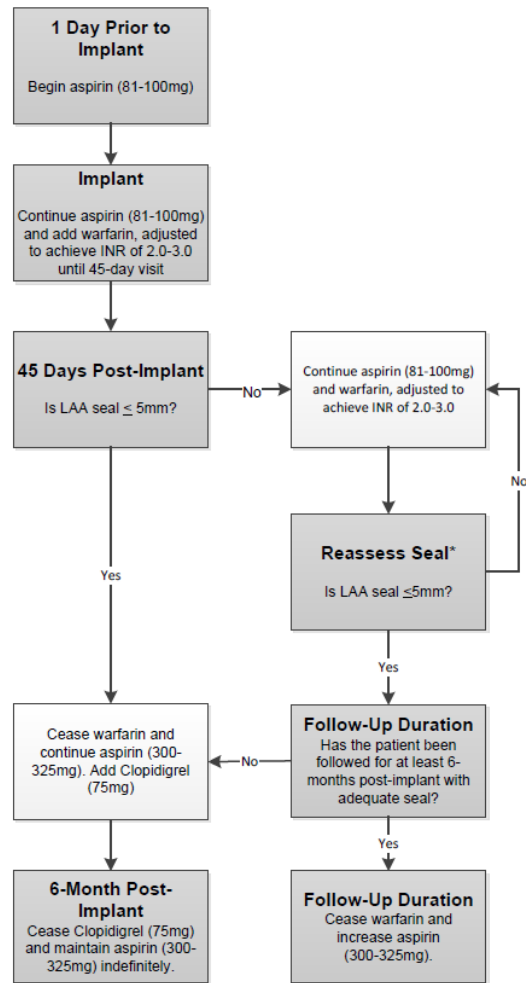 1 Day Prior to
Implant
Begin aspirin (81-100mg)
Implant
Continue aspirin (81-100mg)
and add warfarin, adjusted
to achieve INR of 2.0-3.0
until 45-day visit
45 Days Post-Implant
Is LAA seal ≤ 5mm?
No
Continue aspirin (81-100mg)
and warfarin, adjusted to
achieve INR of 2.0-3.0
No
Reassess Seal*
Is LAA seal ≤5mm?
Yes
Yes
Cease warfarin and
continue aspirin (300-
325mg). Add Clopidigrel
(75mg)
No
Follow-Up Duration
Has the patient been
followed for at least 6-
months post-implant with
adequate seal?
Yes
6-Month Post-
Implant
Cease Clopidigrel (75mg)
and maintain aspirin (300-
325mg) indefinitely.
Follow-Up Duration
Cease warfarin and
increase aspirin
(300-325mg).